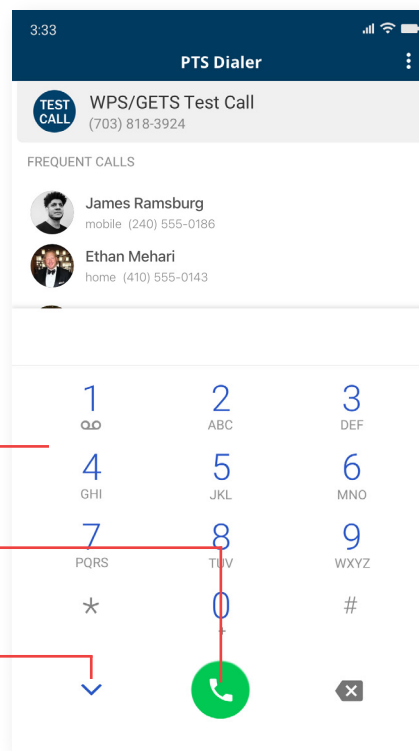 3:33
PTS Dialer
TEST
CALL
WPS/GETS Test Call
(703) 818-3924
FREQUENT CALLS
James Ramsburg
mobile (240) 555-0186
Ethan Mehari
home (410) 555-0143
1 2 3
ABC DEF
4 5 6
GHI JKL MNO
7 8 9
PQRS TUV WXYZ
* 0 #
+